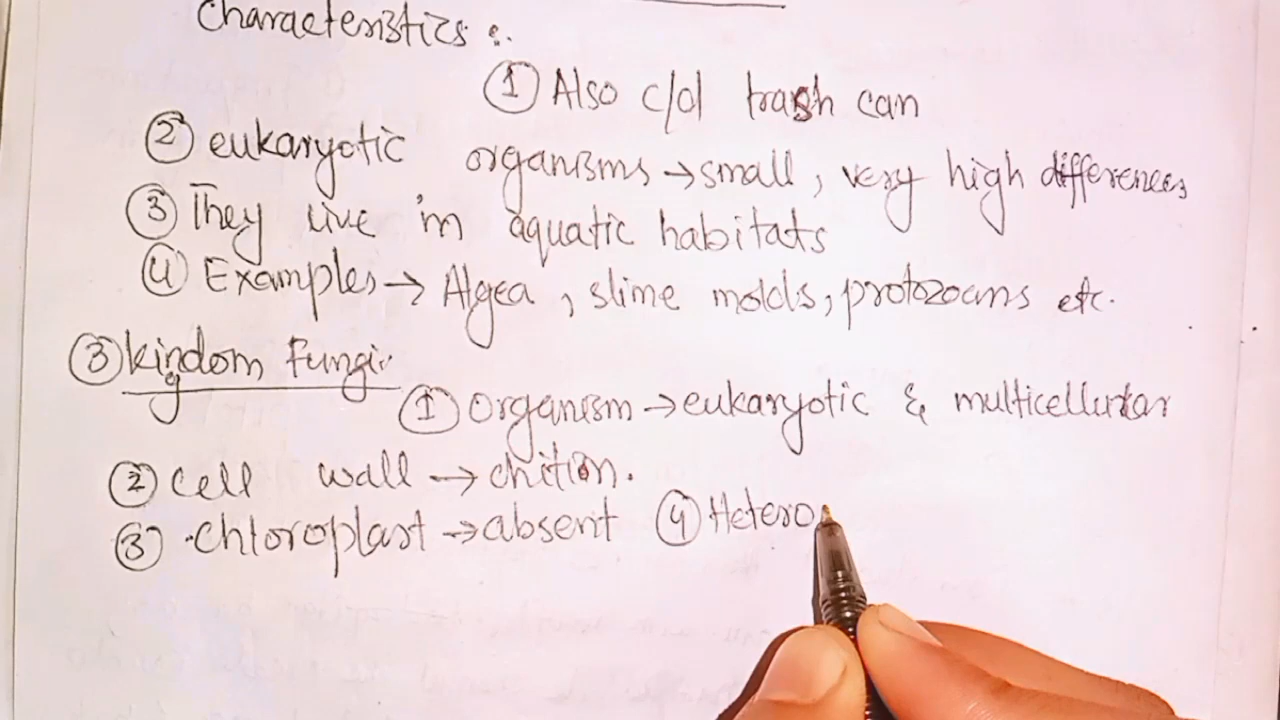 Characteristics :.
① Also c/d trash can
② eukaryotic organisms → small, very high differences
③ They live in aquatic habitats
④ Examples → Algea, slime molds, protozoans etc.
③ kingdom Fungi
① Organism → eukaryotic & multicellular
② cell wall → chition.
③ chloroplast → absent ④ Hetero